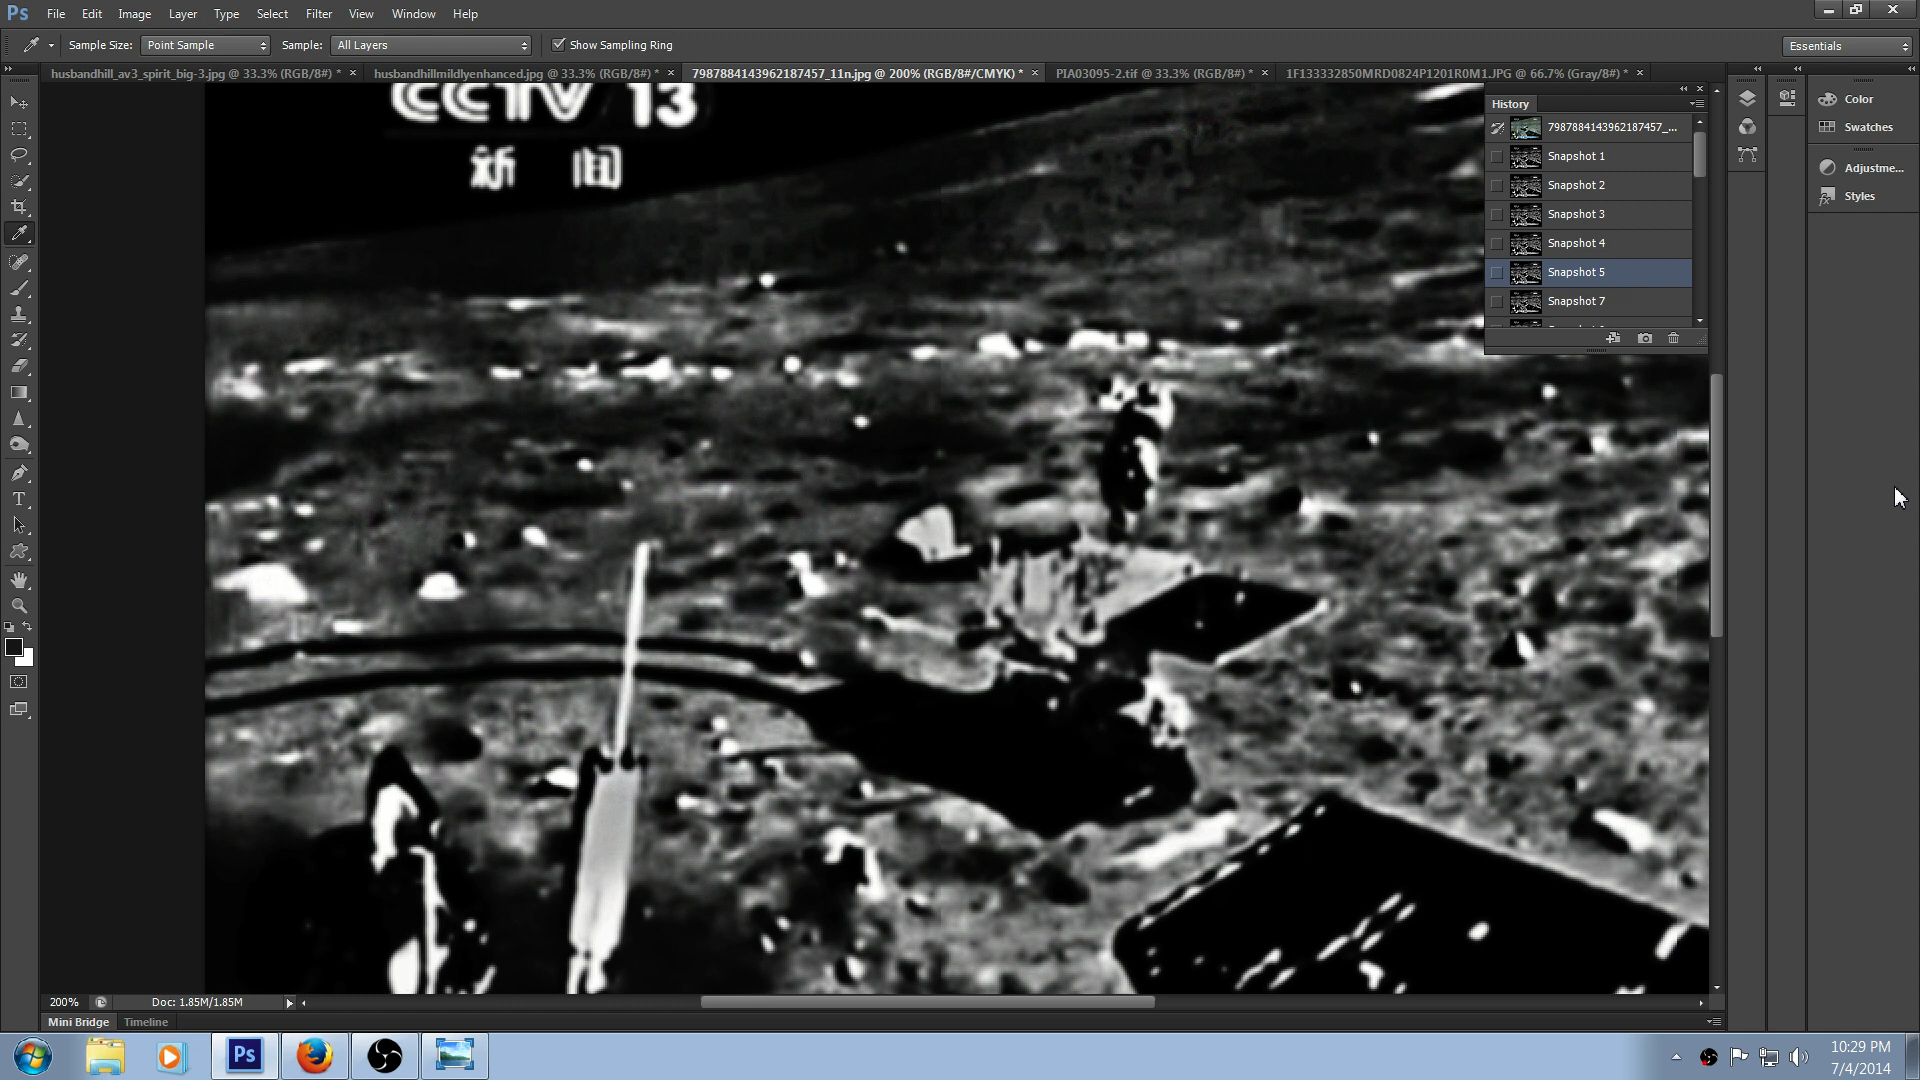 Ps File Edit Image Layer Type Select Filter View Window Help
Sample Size: Point Sample Sample: All Layers Show Sampling Ring Essentials
husbandhill_av3_spirit_big-3.jpg @ 33.3% (RGB/8#) * × husbandhillmildlyenhanced.jpg @ 33.3% (RGB/8#) * × 7987884143962187457_11n.jpg @ 200% (RGB/8#/CMYK) * × PIA03095-2.tif @ 33.3% (RGB/8#) * × 1F133332850MRD0824P1201R0M1.JPG @ 66.7% (Gray/8#) * ×
CCTV 13
新 闻
History
7987884143962187457_...
Snapshot 1
Snapshot 2
Snapshot 3
Snapshot 4
Snapshot 5
Snapshot 7
Color
Swatches
Adjustme...
Styles
200% Doc: 1.85M/1.85M
Mini Bridge Timeline
Ps
10:29 PM
7/4/2014